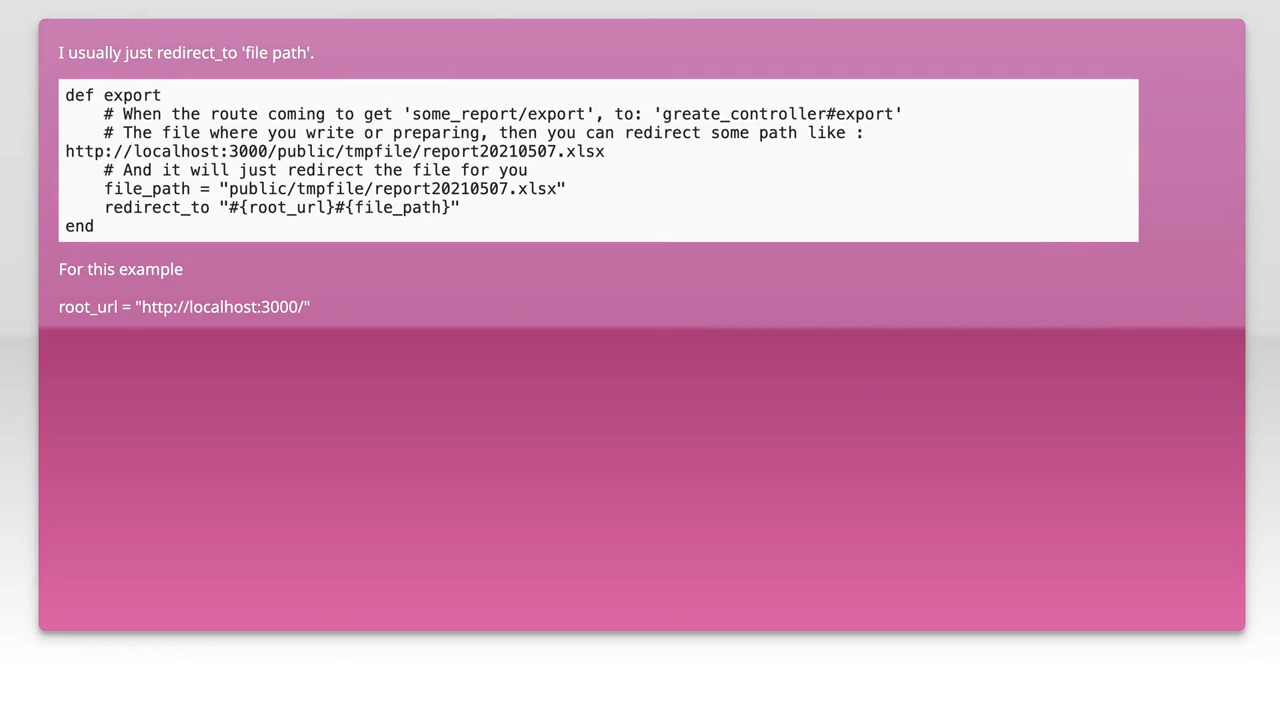 I usually just redirect_to 'file path'.
def export
    # When the route coming to get 'some_report/export', to: 'greate_controller#export'
    # The file where you write or preparing, then you can redirect some path like :
http://localhost:3000/public/tmpfile/report20210507.xlsx
    # And it will just redirect the file for you
    file_path = "public/tmpfile/report20210507.xlsx"
    redirect_to "#{root_url}#{file_path}"
end
For this example
root_url = "http://localhost:3000/"